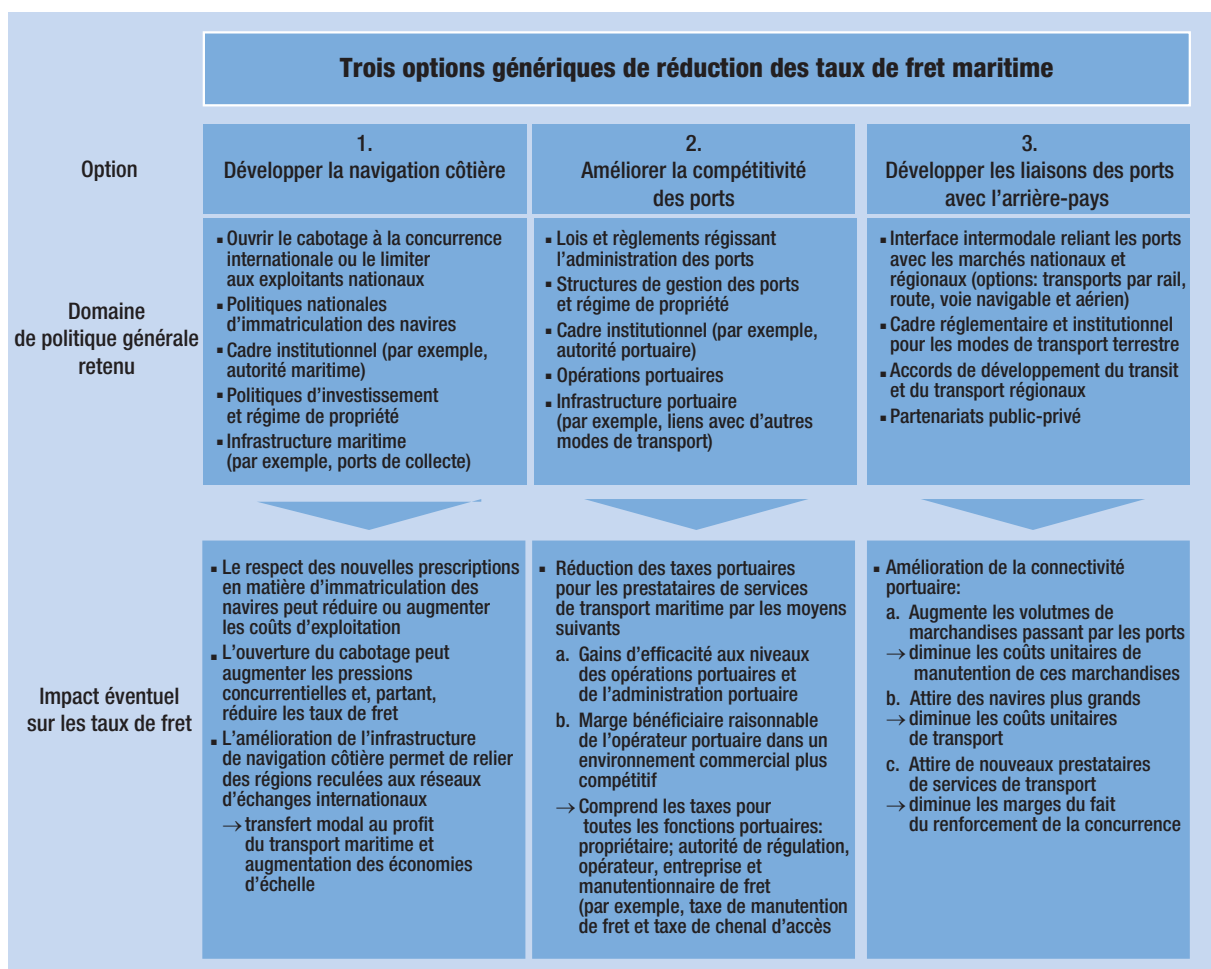 Trois options génériques de réduction des taux de fret maritime
Option
1.
Développer la navigation côtière
2.
Améliorer la compétitivité
des ports
3.
Développer les liaisons des ports
avec l'arrière-pays
Domaine
de politique générale
retenu
▪ Ouvrir le cabotage à la concurrence
internationale ou le limiter
aux exploitants nationaux
▪ Politiques nationales
d'immatriculation des navires
▪ Cadre institutionnel (par exemple,
autorité maritime)
▪ Politiques d'investissement
et régime de propriété
▪ Infrastructure maritime
(par exemple, ports de collecte)
▪ Lois et règlements régissant
l'administration des ports
▪ Structures de gestion des ports
et régime de propriété
▪ Cadre institutionnel (par exemple,
autorité portuaire)
▪ Opérations portuaires
▪ Infrastructure portuaire
(par exemple, liens avec d'autres
modes de transport)
▪ Interface intermodale reliant les ports
avec les marchés nationaux et
régionaux (options: transports par rail,
route, voie navigable et aérien)
▪ Cadre réglementaire et institutionnel
pour les modes de transport terrestre
▪ Accords de développement du transit
et du transport régionaux
▪ Partenariats public-privé
Impact éventuel
sur les taux de fret
▪ Le respect des nouvelles prescriptions
en matière d'immatriculation des
navires peut réduire ou augmenter
les coûts d'exploitation
▪ L'ouverture du cabotage peut
augmenter les pressions
concurrentielles et, partant,
réduire les taux de fret
▪ L'amélioration de l'infrastructure
de navigation côtière permet de relier
des régions reculées aux réseaux
d'échanges internationaux
→ transfert modal au profit
du transport maritime et
augmentation des économies
d'échelle
▪ Réduction des taxes portuaires
pour les prestataires de services
de transport maritime par les moyens
suivants
a. Gains d'efficacité aux niveaux
des opérations portuaires et
de l'administration portuaire
b. Marge bénéficiaire raisonnable
de l'opérateur portuaire dans un
environnement commercial plus
compétitif
→ Comprend les taxes pour
toutes les fonctions portuaires:
propriétaire; autorité de régulation,
opérateur, entreprise et
manutentionnaire de fret
(par exemple, taxe de manutention
de fret et taxe de chenal d'accès
▪ Amélioration de la connectivité
portuaire:
a. Augmente les volutmes de
marchandises passant par les ports
→ diminue les coûts unitaires de
manutention de ces marchandises
b. Attire des navires plus grands
→ diminue les coûts unitaires
de transport
c. Attire de nouveaux prestataires
de services de transport
→ diminue les marges du fait
du renforcement de la concurrence